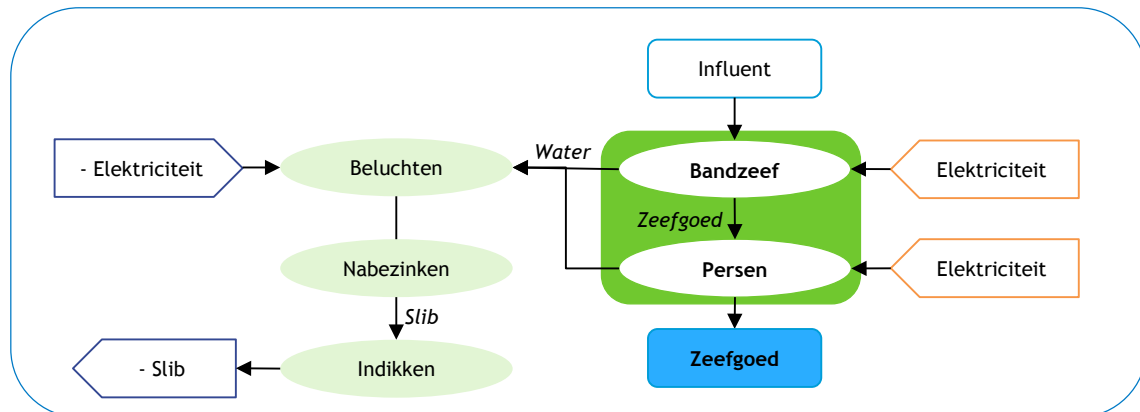 Influent
Water
- Elektriciteit
Beluchten
Bandzeef
Elektriciteit
Zeefgoed
Nabezinken
Persen
Elektriciteit
Slib
- Slib
Indikken
Zeefgoed